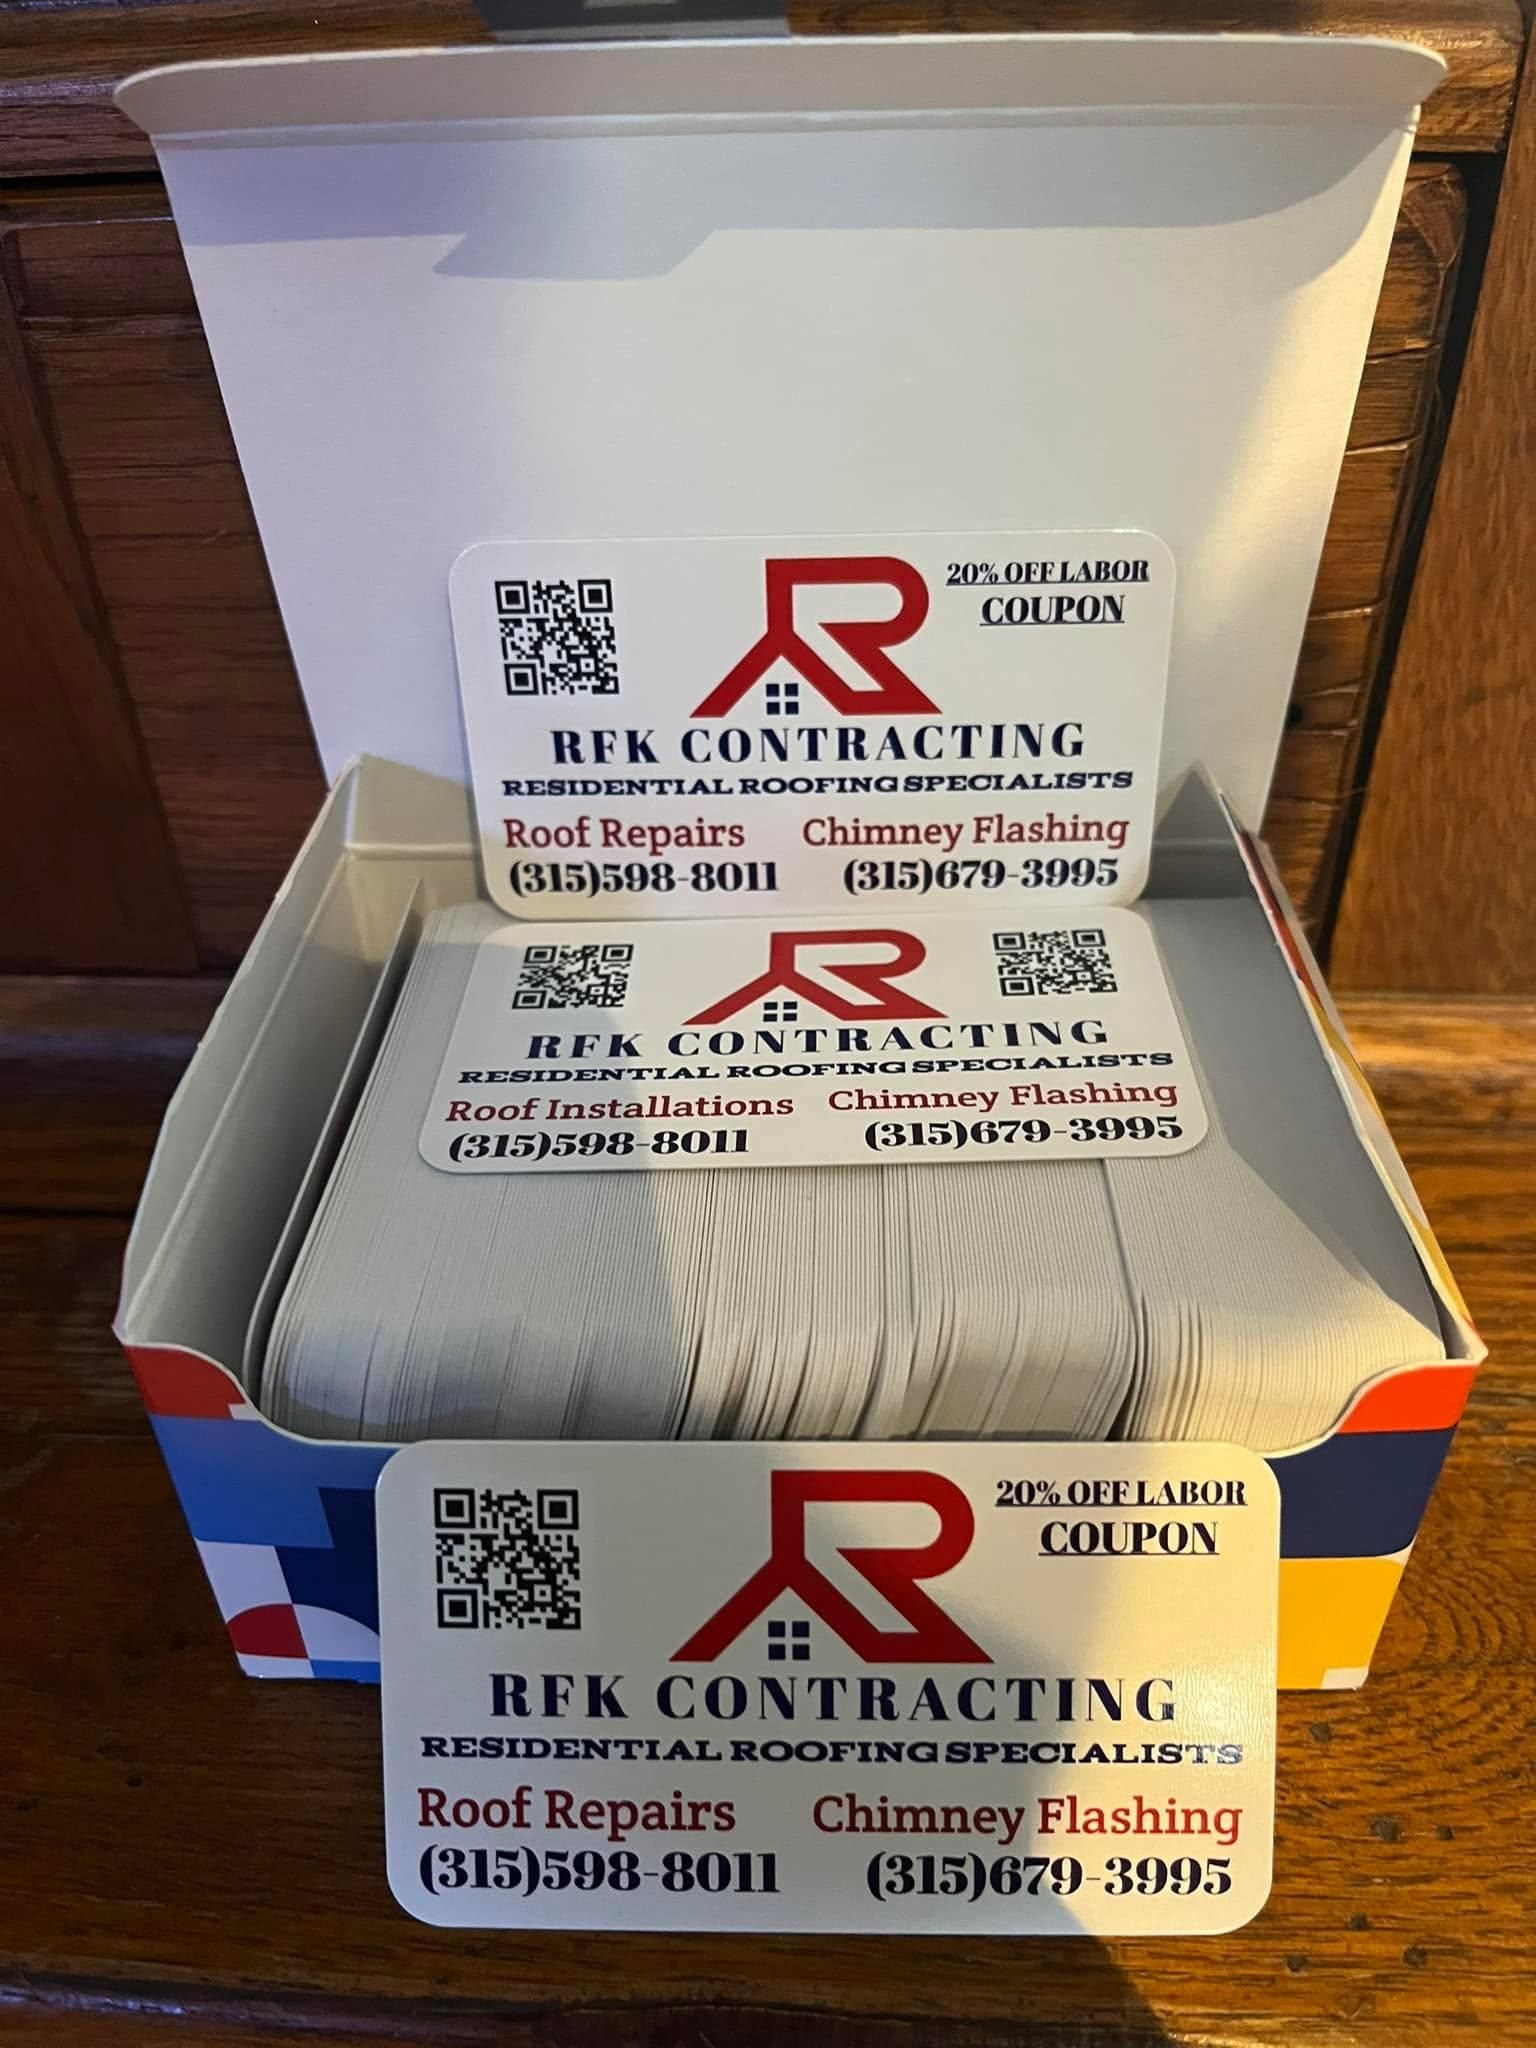 20% OFF LABOR
COUPON
RFK CONTRACTING
RESIDENTIAL ROOFING SPECIALISTS
Roof Repairs Chimney Flashing
(315)598-8011 (315)679-3995
RFK CONTRACTING
RESIDENTIAL ROOFING SPECIALISTS
Roof Installations Chimney Flashing
(315)598-8011 (315)679-3995
20% OFF LABOR
COUPON
RFK CONTRACTING
RESIDENTIAL ROOFING SPECIALISTS
Roof Repairs Chimney Flashing
(315)598-8011 (315)679-3995